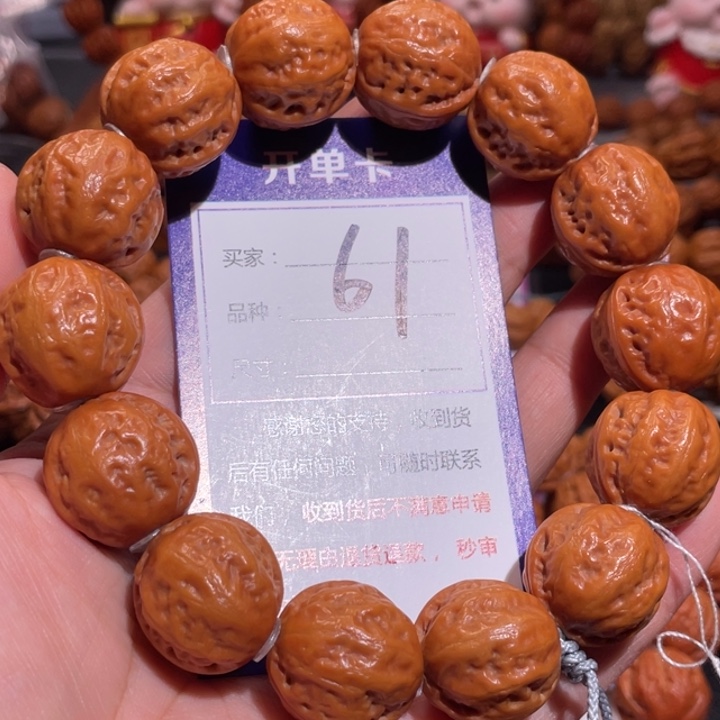 开单卡
买家：
61
品种：
尺寸：
感谢您的支持，收到货
后有任何问题，可随时联系
我们，收到货后不满意申请
无理由退货退款，秒审